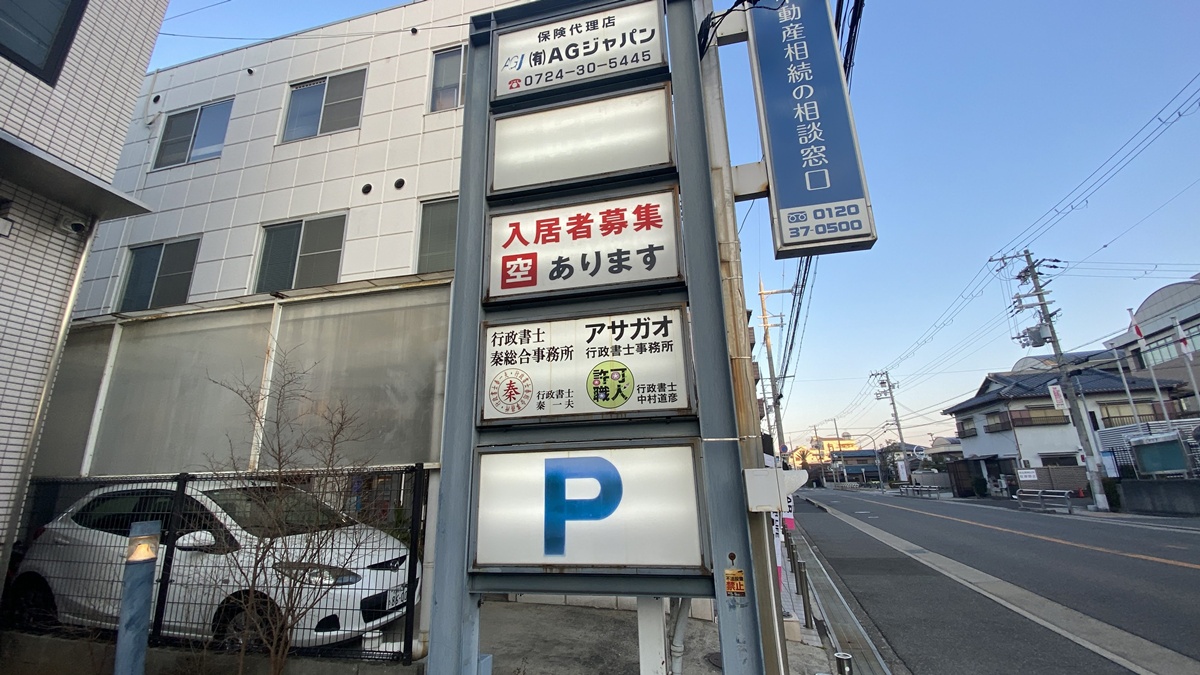 保険代理店
AGJ (有)AGジャパン
☎0724-30-5445
入居者募集
空 あります
行政書士
秦総合事務所
秦
行政書士
秦 一夫
アサガオ
行政書士事務所
許可
職人
行政書士
中村道彦
P
動産相続の相談窓口
0120
37-0500
禁止